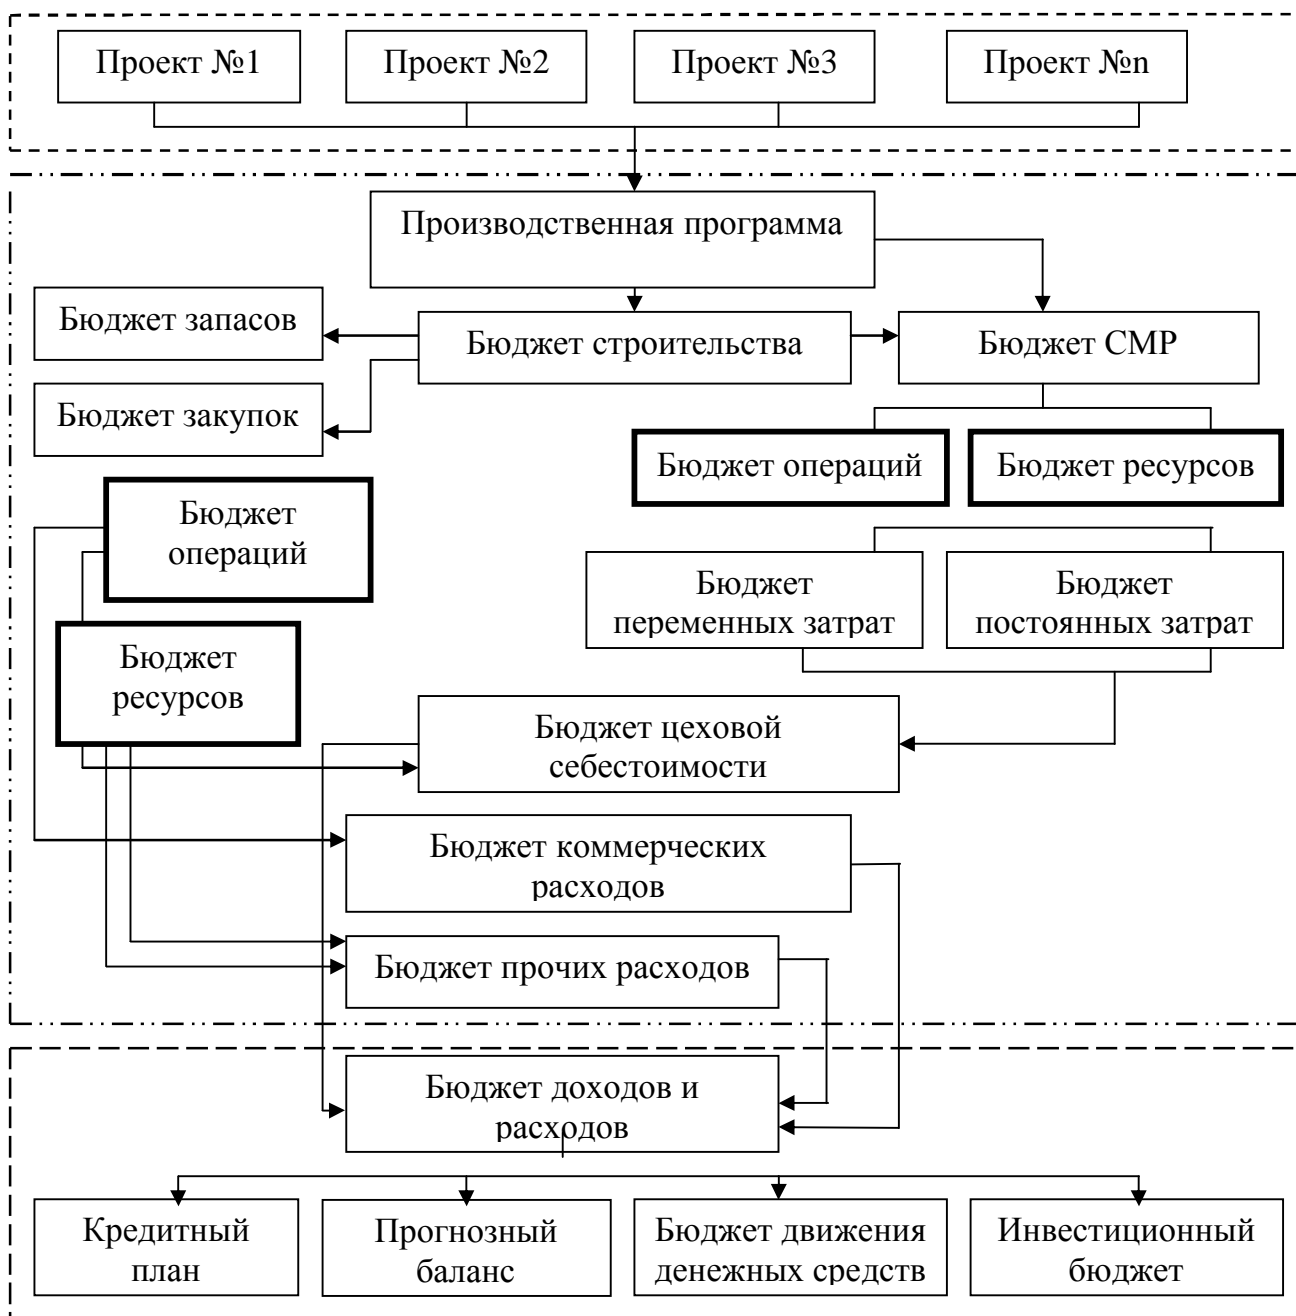 Проект №1
Проект №2
Проект №3
Проект №n
Производственная программа
Бюджет запасов
Бюджет строительства
Бюджет СМР
Бюджет закупок
Бюджет операций
Бюджет ресурсов
Бюджет
операций
Бюджет
переменных затрат
Бюджет
постоянных затрат
Бюджет
ресурсов
Бюджет цеховой
себестоимости
Бюджет коммерческих
расходов
Бюджет прочих расходов
Бюджет доходов и
расходов
Кредитный
план
Прогнозный
баланс
Бюджет движения
денежных средств
Инвестиционный
бюджет